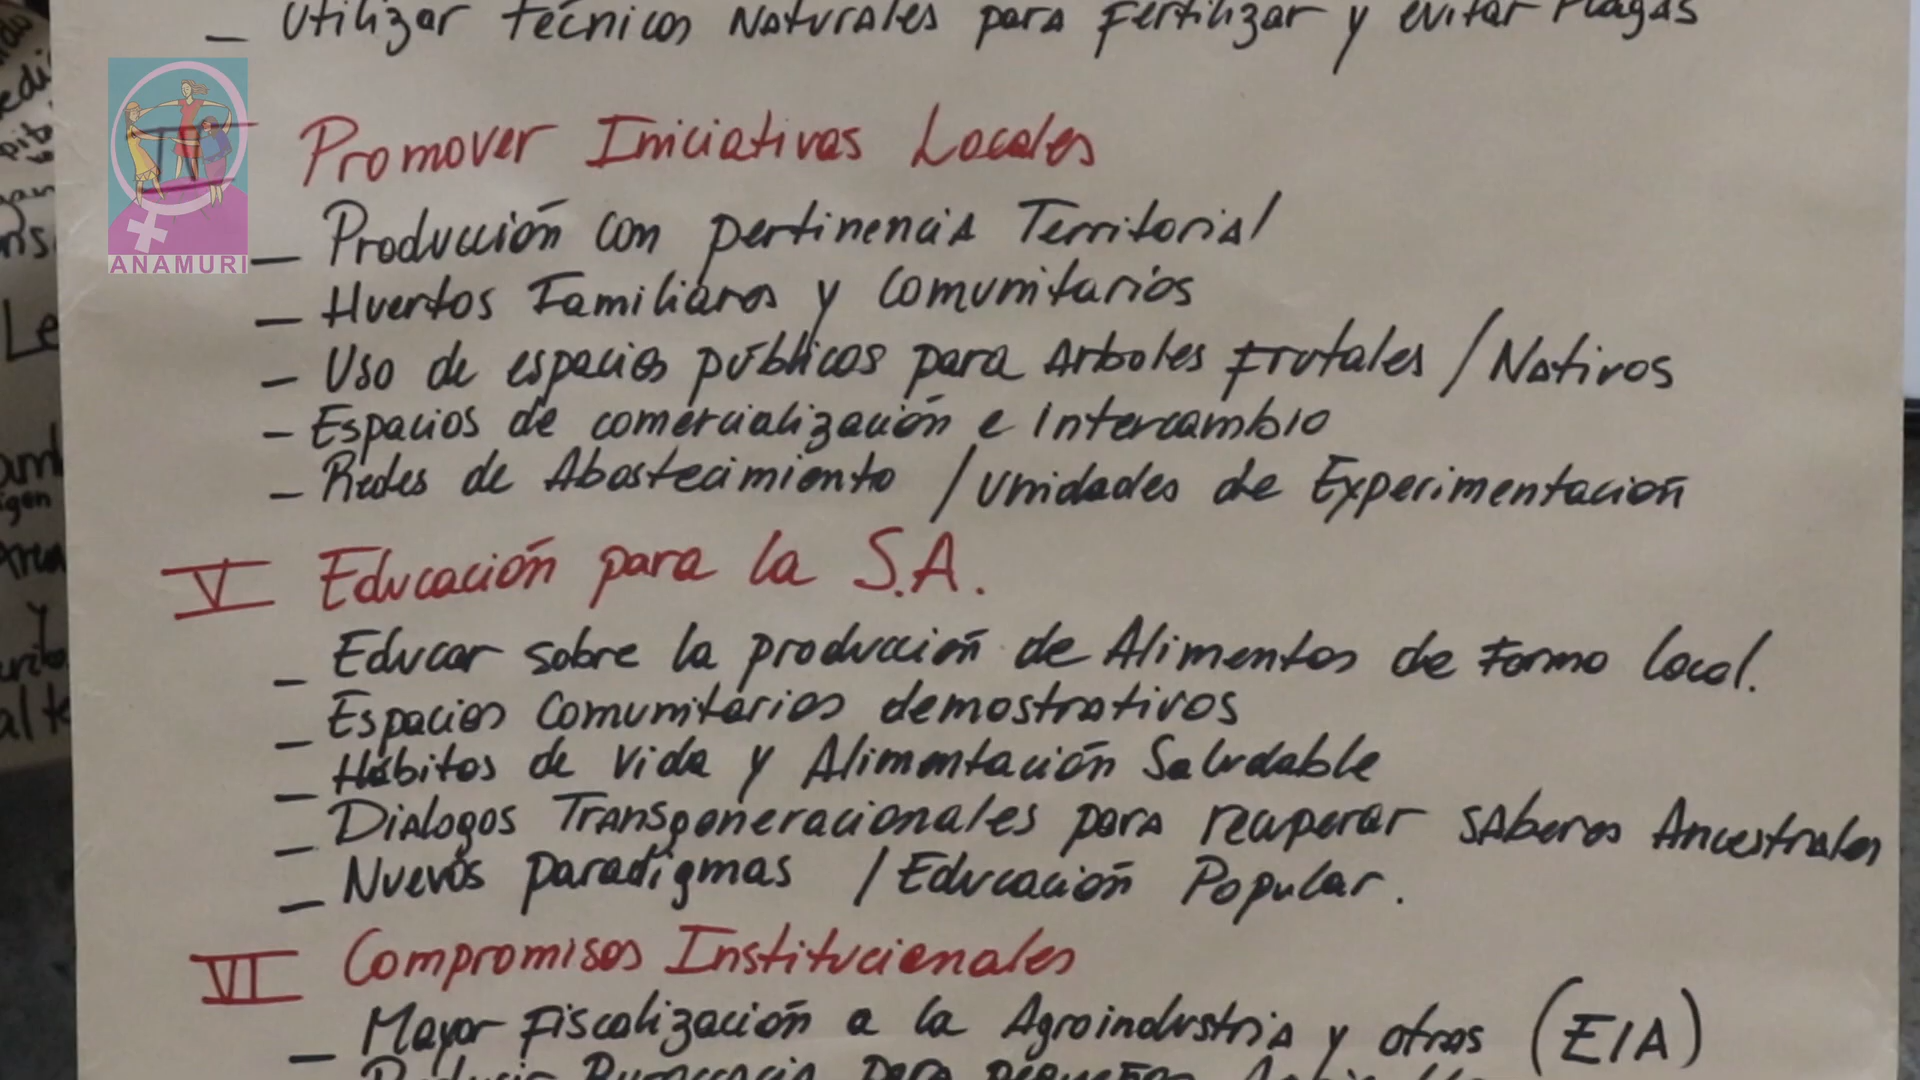 - Utilizar técnicas Naturales para Fertilizar y evitar Plagas
Promover Iniciativas Locales
- Producción con pertinencia Territorial
- Huertos Familiares y Comunitarios
- Uso de espacios públicos para Arboles Frutales / Nativos
- Espacios de comercialización e Intercambio
- Redes de Abastecimiento / Unidades de Experimentación
V Educación para la S.A.
- Educar sobre la producción de Alimentos de forma local.
- Espacios Comunitarios demostrativos
- Hábitos de Vida y Alimentación Saludable
- Dialogos Transgeneracionales para recuperar saberes Ancestrales
- Nuevos paradigmas / Educación Popular.
VI Compromisos Institucionales
- Mayor Fiscalización a la Agroindustria y otras (EIA)
ANAMURI
Le